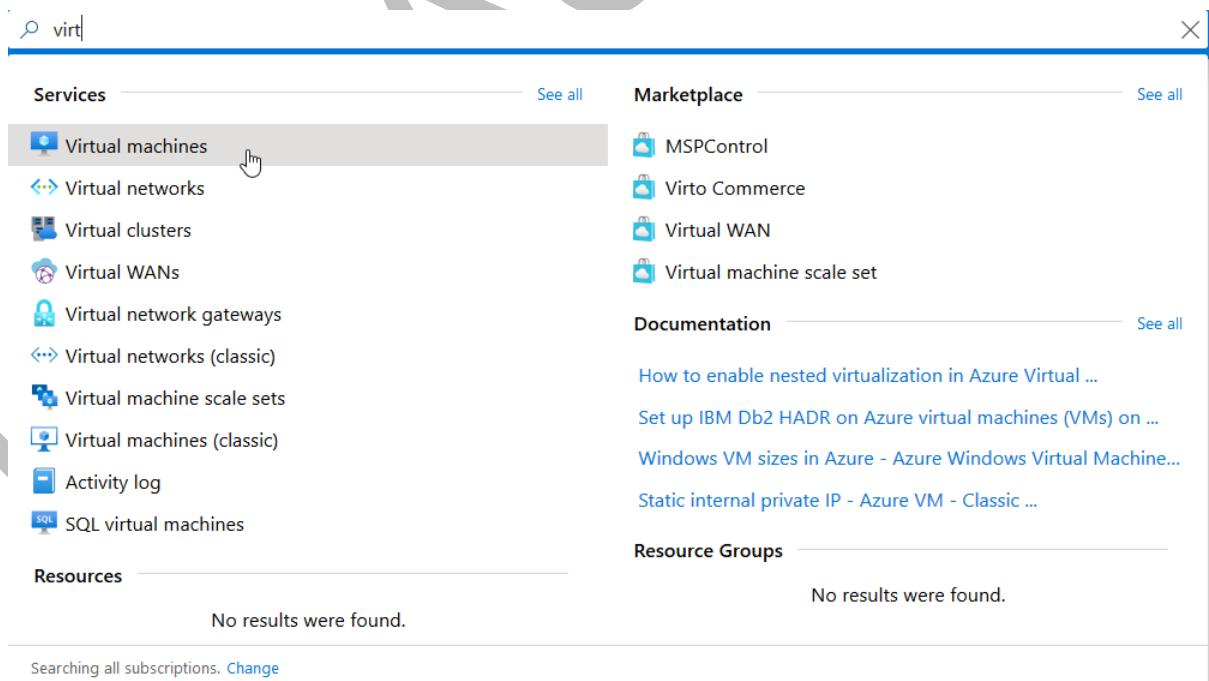 virt
Services See all
Virtual machines
Virtual networks
Virtual clusters
Virtual WANs
Virtual network gateways
Virtual networks (classic)
Virtual machine scale sets
Virtual machines (classic)
Activity log
SQL
SQL virtual machines
Resources
No results were found.
Marketplace See all
MSPControl
Virto Commerce
Virtual WAN
Virtual machine scale set
Documentation See all
How to enable nested virtualization in Azure Virtual ...
Set up IBM Db2 HADR on Azure virtual machines (VMs) on ...
Windows VM sizes in Azure - Azure Windows Virtual Machine...
Static internal private IP - Azure VM - Classic ...
Resource Groups
No results were found.
Searching all subscriptions. Change